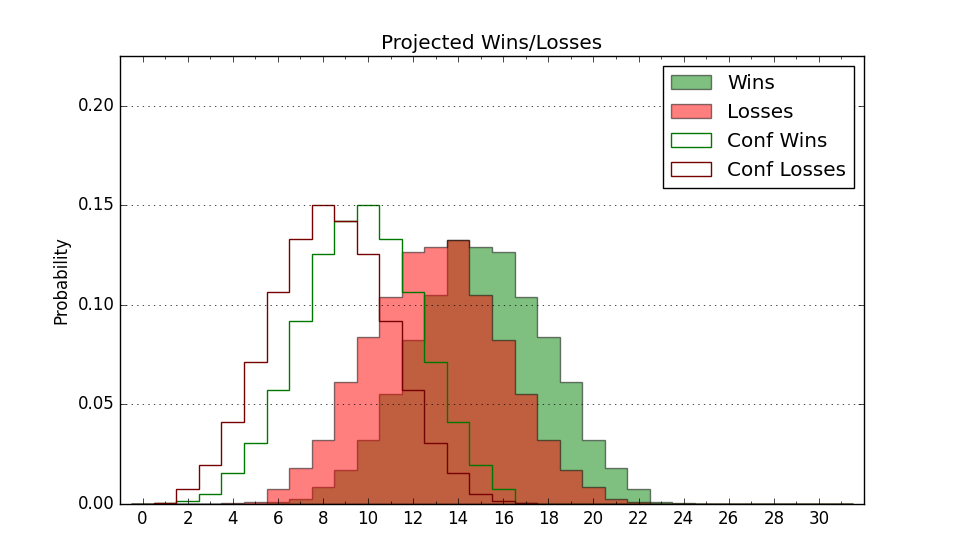 Projected Wins/Losses
Wins
Losses
Conf Wins
Conf Losses
Probability
0.20
0.15
0.10
0.05
0.00
0 2 4 6 8 10 12 14 16 18 20 22 24 26 28 30